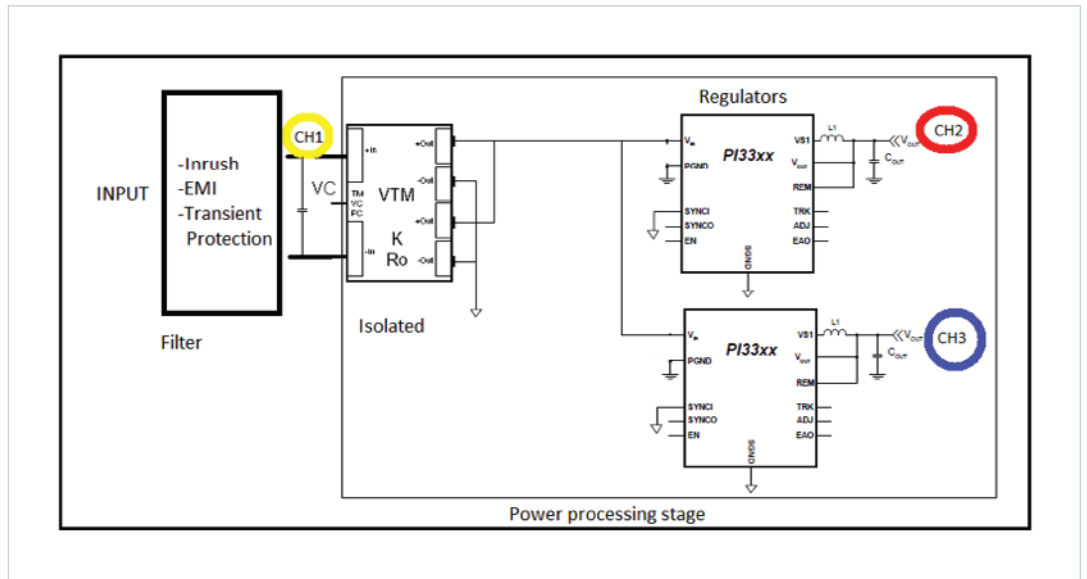 INPUT
-Inrush
-EMI
-Transient
Protection
Filter
CH1
VC
+In
TM
VC
PC
-In
VTM
K
Ro
+Out
-Out
+Out
-Out
Isolated
Regulators
PI33xx
VIN
PGND
SYNCI
SYNCO
EN
SGND
VS1
VOUT
REM
TRK
ADJ
EAO
L1
COUT
VOUT
CH2
PI33xx
VIN
PGND
SYNCI
SYNCO
EN
SGND
VS1
VOUT
REM
TRK
ADJ
EAO
L1
COUT
VOUT
CH3
Power processing stage